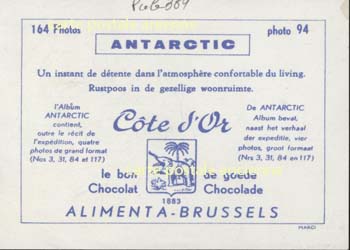 164 Photos
photo 94
ANTARCTIC
Un instant de détente dans l'atmosphère confortable du living.
Rustpoos in de gezellige woonruimte.
l'Album
ANTARCTIC
contient,
outre le récit de
l'expédition, quatre
photos de grand format
(Nos 3, 31, 84 et 117)
Côte d'Or
De ANTARCTIC
Album bevat,
naast het verhaal
der expeditie, vier
photos, groot formaat
(Nos 3, 31, 84 en 117)
le bon
Chocolat
de goede
Chocolade
1883
ALIMENTA-BRUSSELS
MARCI